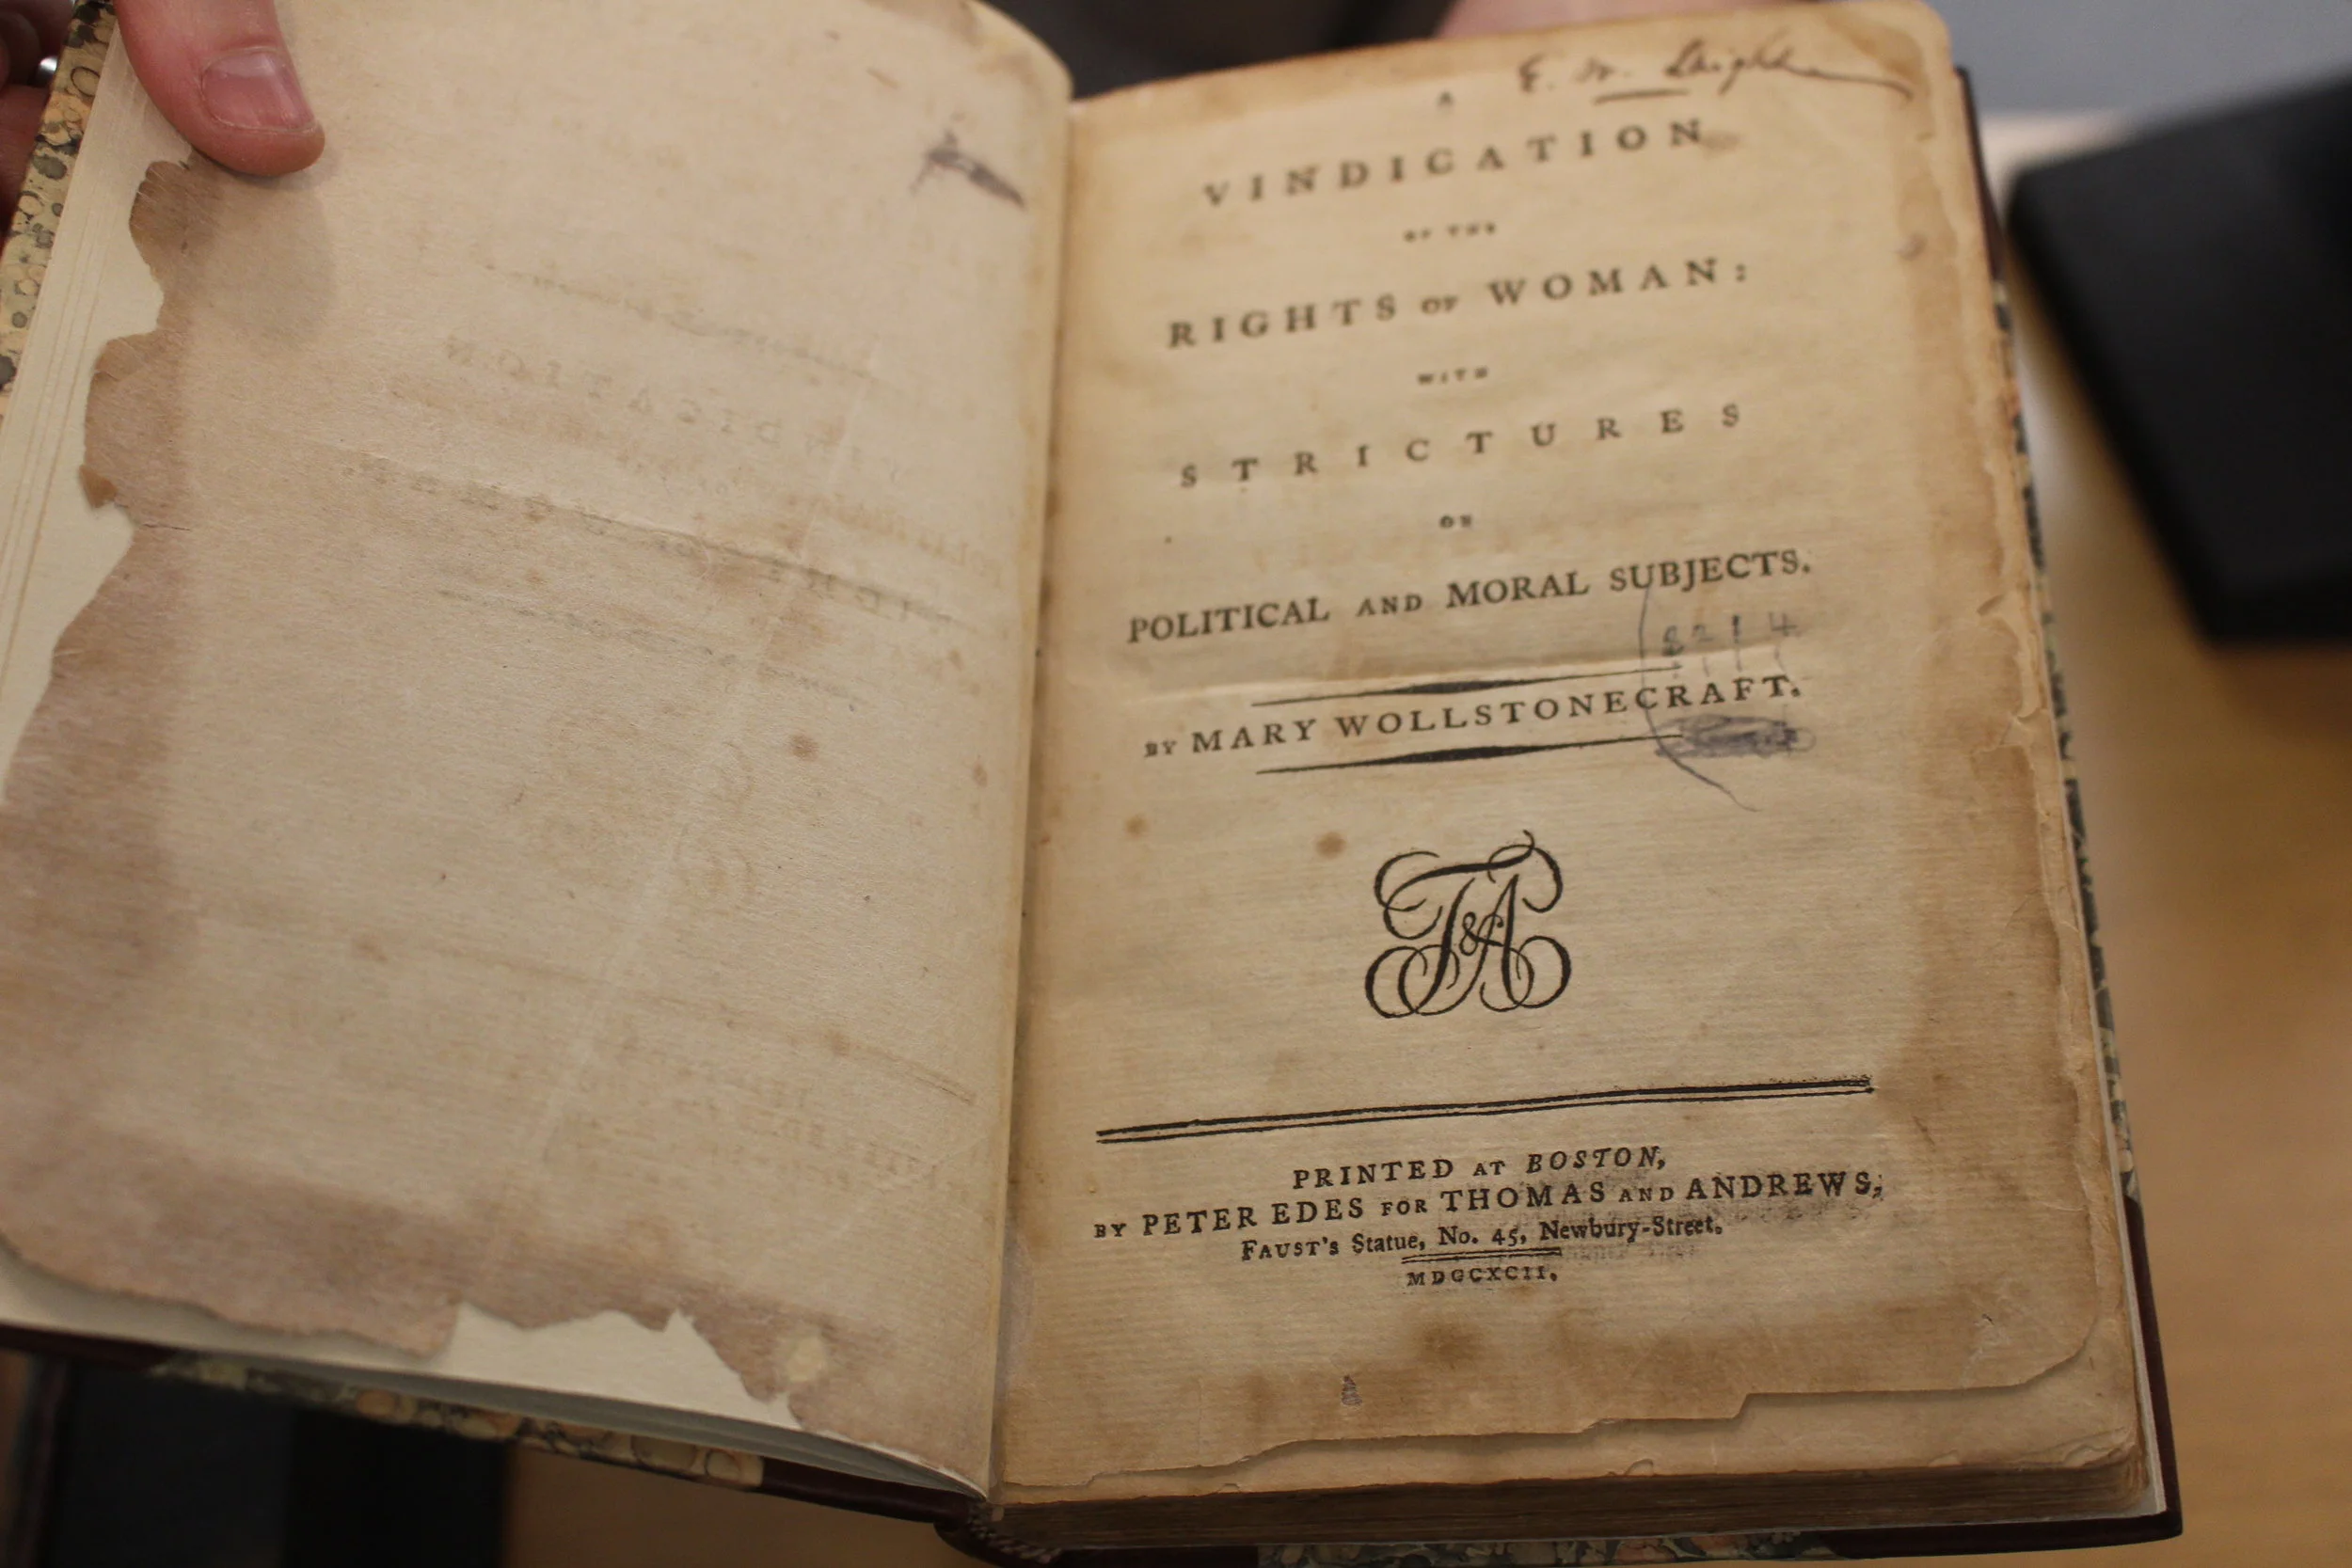 A
VINDICATION
OF THE
RIGHTS OF WOMAN:
WITH
STRICTURES
ON
POLITICAL AND MORAL SUBJECTS.
BY MARY WOLLSTONECRAFT.
T&A
PRINTED AT BOSTON,
BY PETER EDES FOR THOMAS AND ANDREWS,
FAUST'S Statue, No. 45, Newbury-Street.
MDCCXCII.